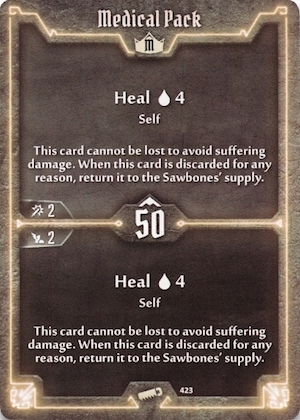 Medical Pack
M
Heal 4
Self
This card cannot be lost to avoid suffering
damage. When this card is discarded for any
reason, return it to the Sawbones' supply.
2
50
2
Heal 4
Self
This card cannot be lost to avoid suffering
damage. When this card is discarded for any
reason, return it to the Sawbones' supply.
423